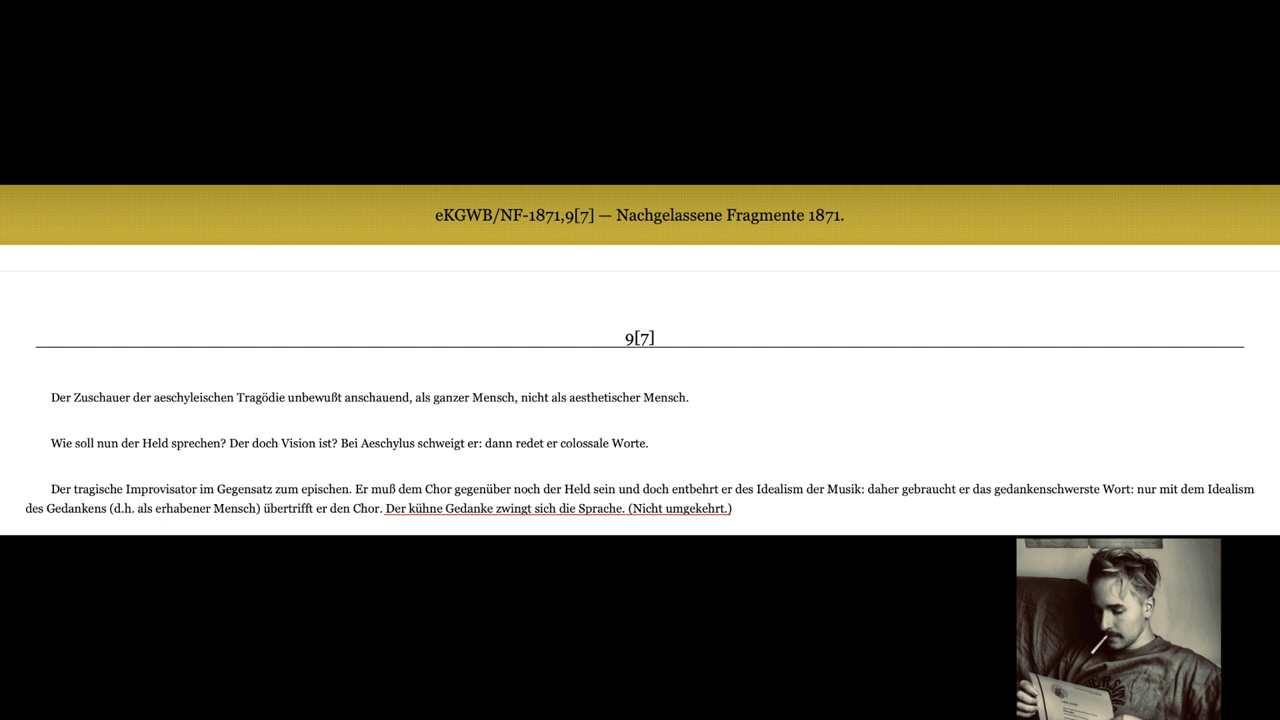 eKGWB/NF-1871,9[7] — Nachgelassene Fragmente 1871.
9[7]
Der Zuschauer der aeschyleischen Tragödie unbewußt anschauend, als ganzer Mensch, nicht als aesthetischer Mensch.
Wie soll nun der Held sprechen? Der doch Vision ist? Bei Aeschylus schweigt er: dann redet er colossale Worte.
Der tragische Improvisator im Gegensatz zum epischen. Er muß dem Chor gegenüber noch der Held sein und doch entbehrt er des Idealism der Musik: daher gebraucht er das gedankenschwerste Wort: nur mit dem Idealism
des Gedankens (d.h. als erhabener Mensch) übertrifft er den Chor. Der kühne Gedanke zwingt sich die Sprache. (Nicht umgekehrt.)